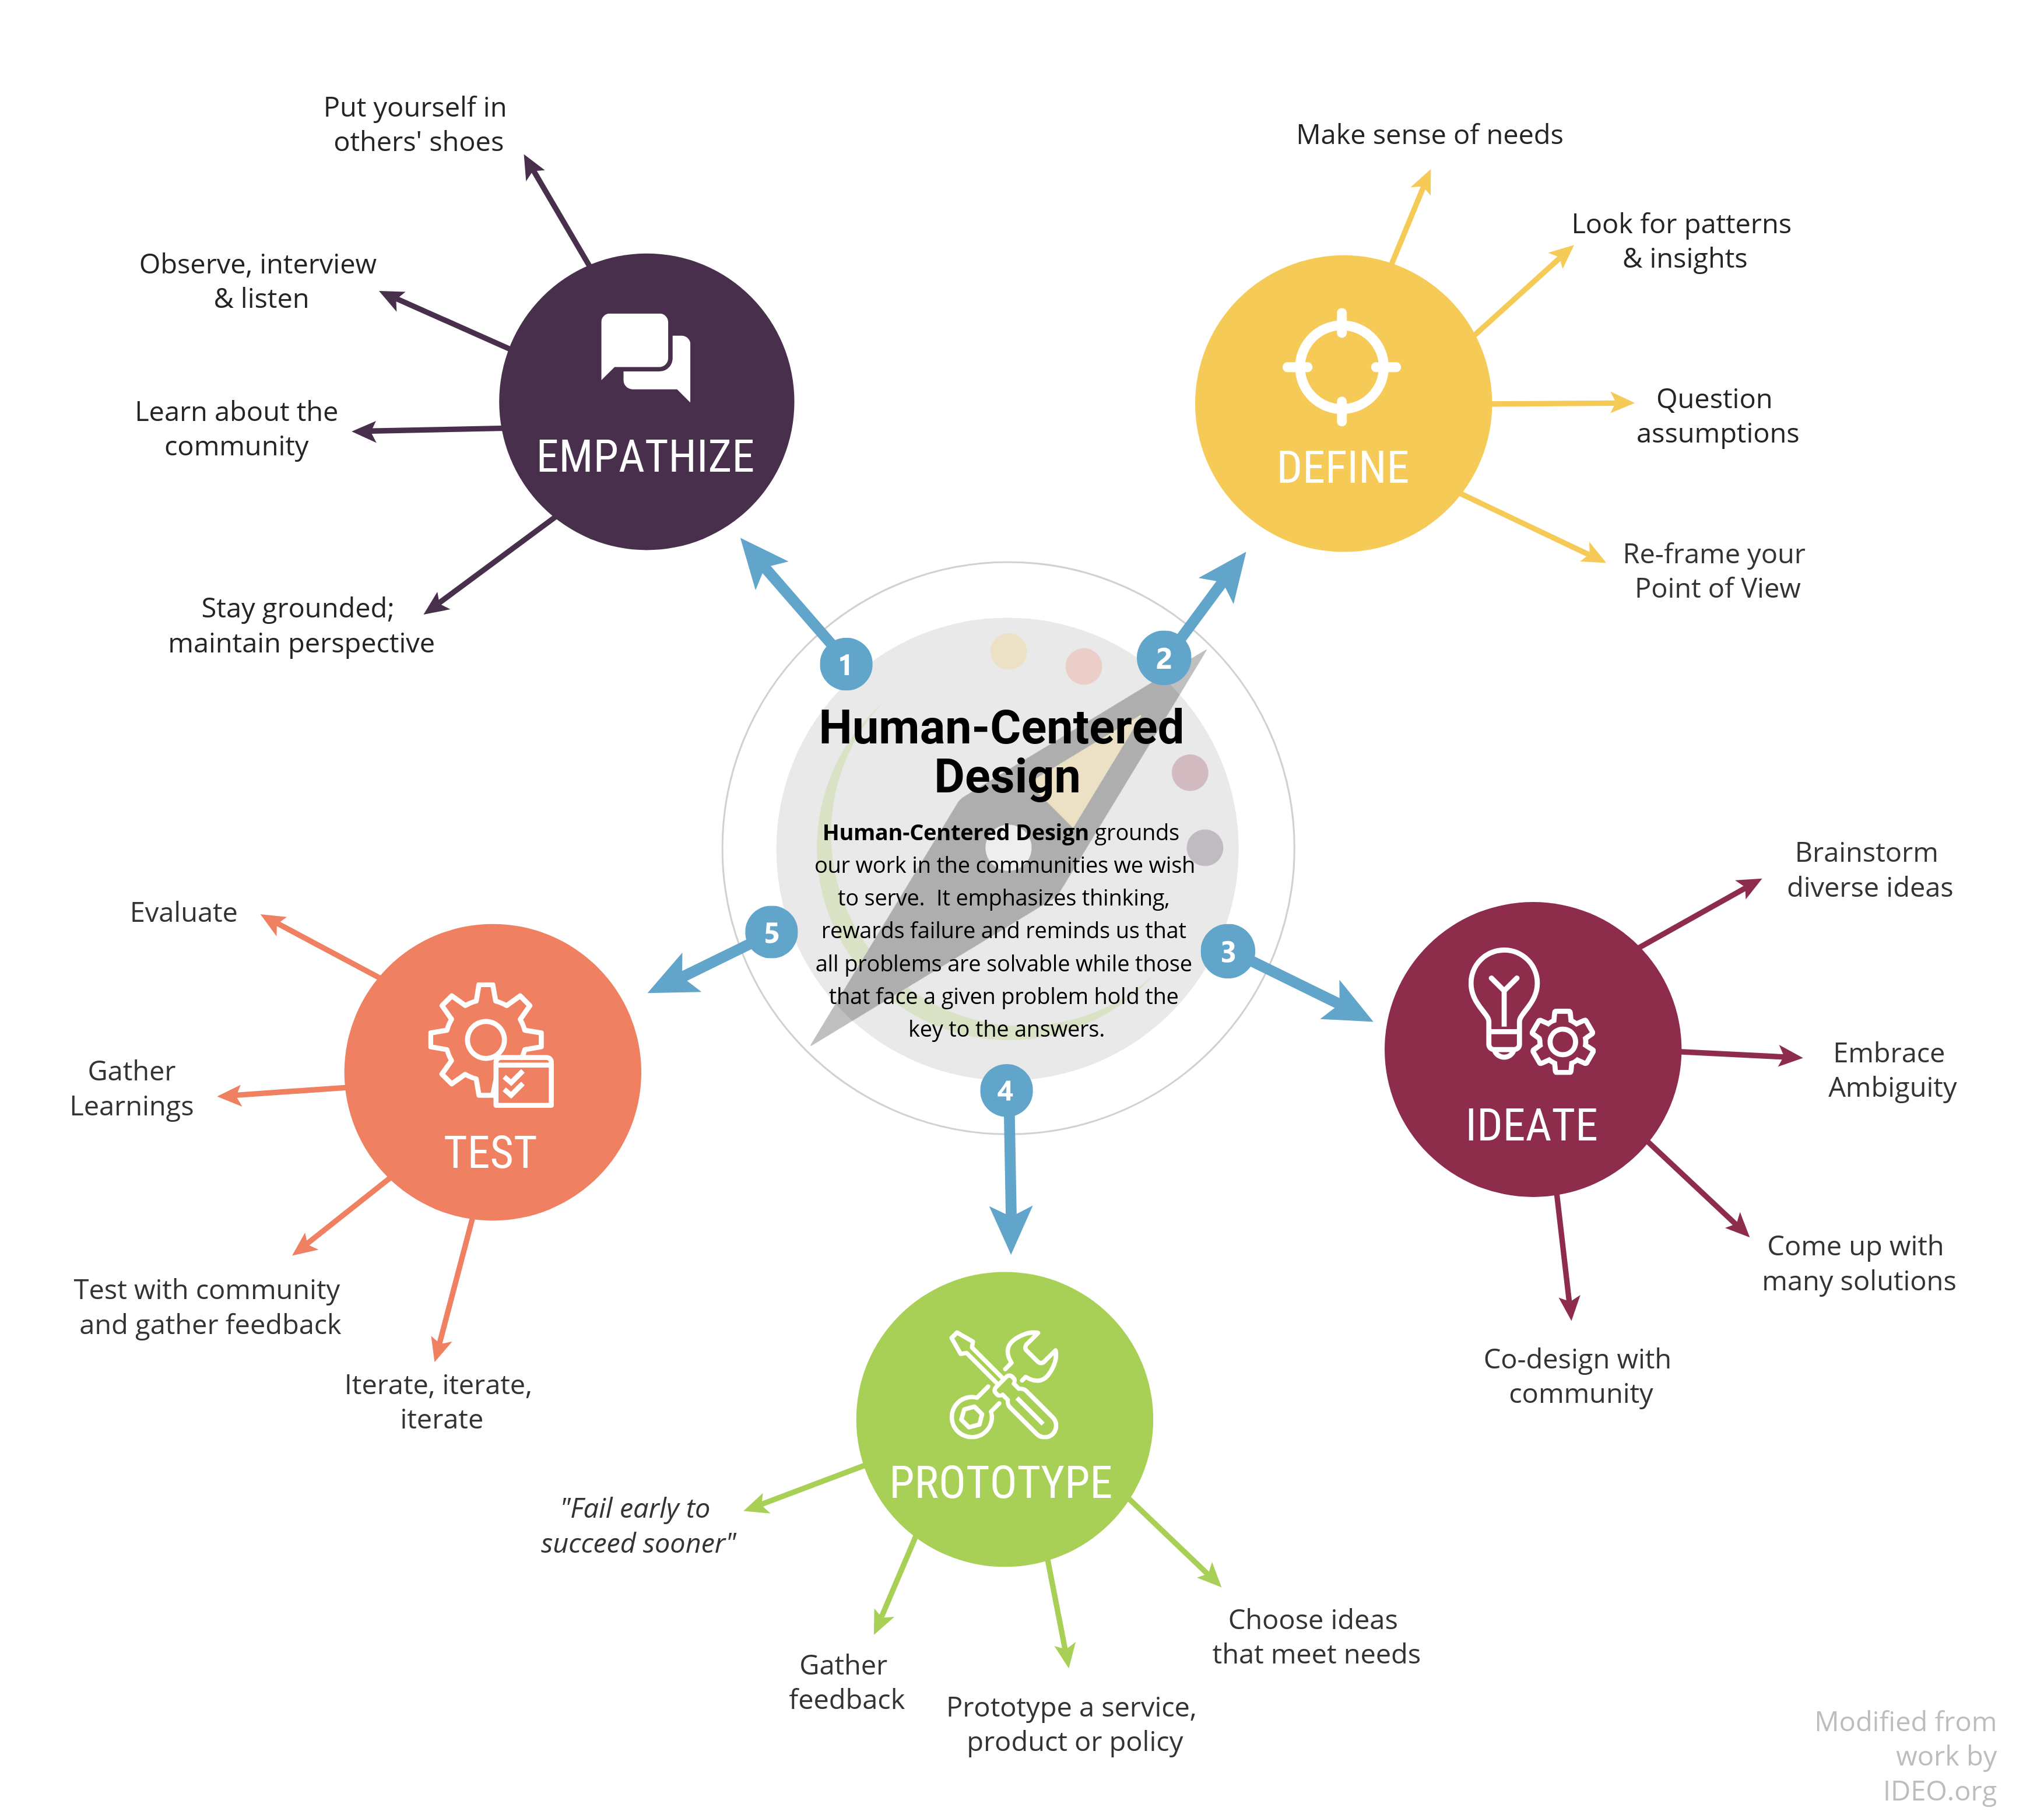 Human-Centered
Design
Human-Centered Design grounds
our work in the communities we wish
to serve.  It emphasizes thinking,
rewards failure and reminds us that
all problems are solvable while those
that face a given problem hold the
key to the answers.
1
EMPATHIZE
Put yourself in
others' shoes
Observe, interview
& listen
Learn about the
community
Stay grounded;
maintain perspective
2
DEFINE
Make sense of needs
Look for patterns
& insights
Question
assumptions
Re-frame your
Point of View
3
IDEATE
Brainstorm
diverse ideas
Embrace
Ambiguity
Come up with
many solutions
Co-design with
community
4
PROTOTYPE
Choose ideas
that meet needs
Prototype a service,
product or policy
Gather
feedback
"Fail early to
succeed sooner"
5
TEST
Evaluate
Gather
Learnings
Test with community
and gather feedback
Iterate, iterate,
iterate
Modified from
work by
IDEO.org